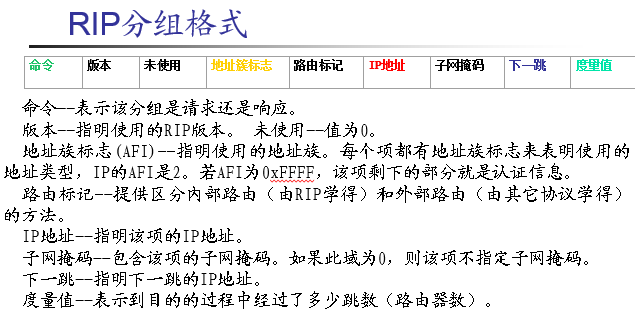 RIP分组格式
命令 版本 未使用 地址簇标志 路由标记 IP地址 子网掩码 下一跳 度量值
命令--表示该分组是请求还是响应。
版本--指明使用的RIP版本。 未使用--值为0。
地址族标志(AFI)--指明使用的地址族。每个项都有地址族标志来表明使用的
地址类型，IP的AFI是2。若AFI为0xFFFF，该项剩下的部分就是认证信息。
路由标记--提供区分内部路由（由RIP学得）和外部路由（由其它协议学得）
的方法。
IP地址--指明该项的IP地址。
子网掩码--包含该项的子网掩码。如果此域为0，则该项不指定子网掩码。
下一跳--指明下一跳的IP地址。
度量值--表示到目的的过程中经过了多少跳数（路由器数）。